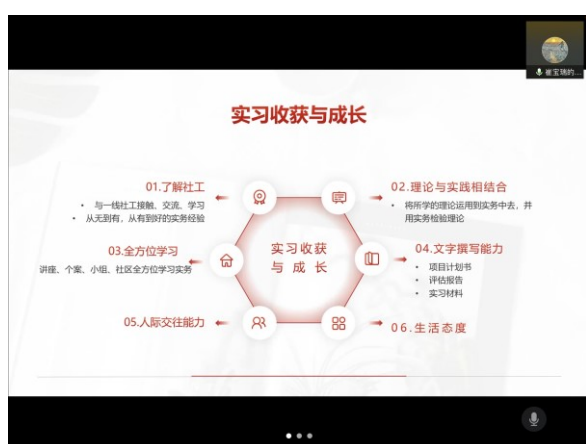 崔宝瑞的...
实习收获与成长
01.了解社工
• 与一线社工接触、交流、学习
• 从无到有，从有到好的实务经验
02.理论与实践相结合
• 将所学的理论运用到实务中去，并
用实务检验理论
03.全方位学习
讲座、个案、小组、社区全方位学习实务
实习收获
与 成 长
04.文字撰写能力
• 项目计划书
• 评估报告
• 实习材料
05.人际交往能力
06.生活态度